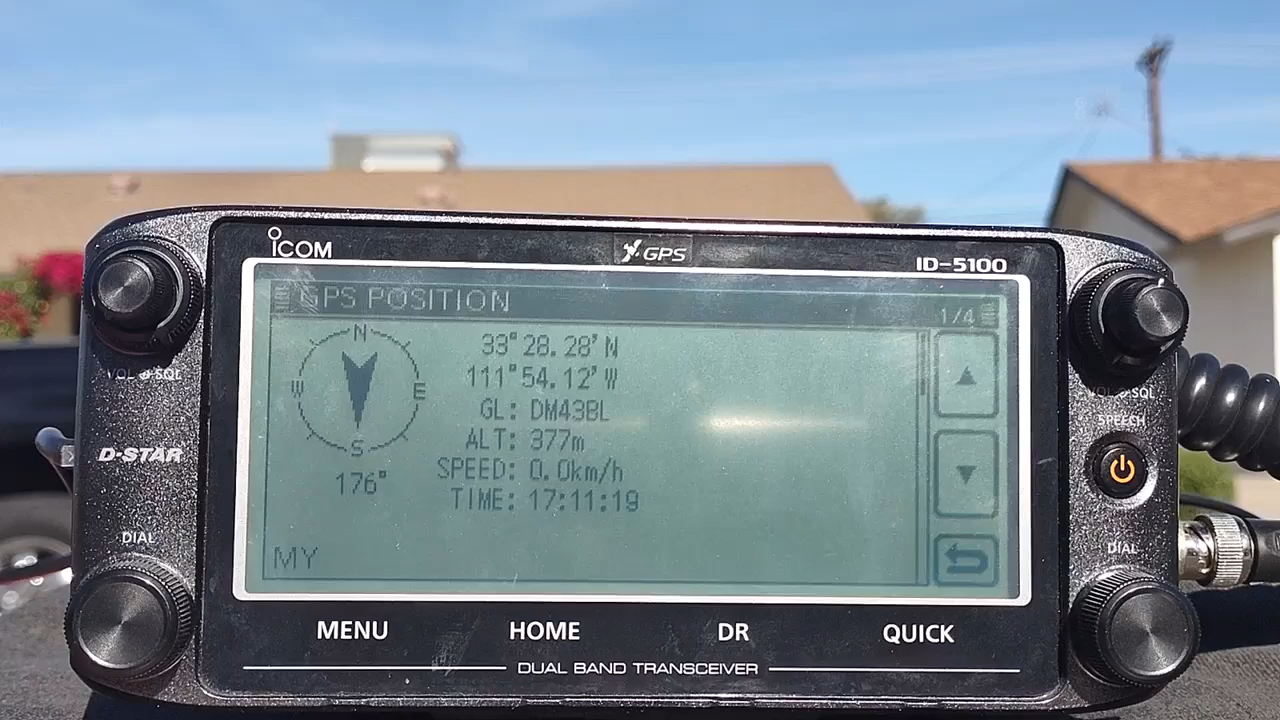 ICOM
GPS
ID-5100
GPS POSITION
1/4
N
W
E
S
176°
33°28.28'N
111°54.12'W
GL: DM43BL
ALT: 377m
SPEED: 0.0km/h
TIME: 17:11:19
MY
VOL SQL
D-STAR
DIAL
VOL SQL
SPEECH
DIAL
MENU HOME DR QUICK
DUAL BAND TRANSCEIVER